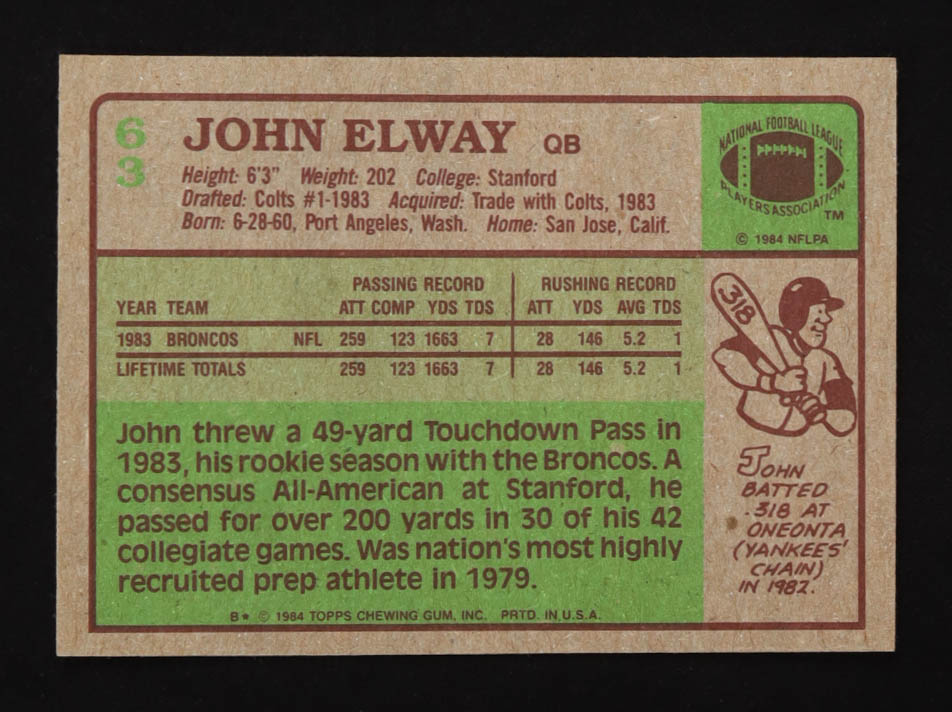 63
JOHN ELWAY QB
Height: 6'3" Weight: 202 College: Stanford
Drafted: Colts #1-1983 Acquired: Trade with Colts, 1983
Born: 6-28-60, Port Angeles, Wash. Home: San Jose, Calif.
NATIONAL FOOTBALL LEAGUE
PLAYERS ASSOCIATION
TM
© 1984 NFLPA
PASSING RECORD RUSHING RECORD
YEAR TEAM ATT COMP YDS TDS ATT YDS AVG TDS
1983 BRONCOS NFL 259 123 1663 7 28 146 5.2 1
LIFETIME TOTALS 259 123 1663 7 28 146 5.2 1
John threw a 49-yard Touchdown Pass in
1983, his rookie season with the Broncos. A
consensus All-American at Stanford, he
passed for over 200 yards in 30 of his 42
collegiate games. Was nation's most highly
recruited prep athlete in 1979.
.318
JOHN
BATTED
.318 AT
ONEONTA
(YANKEES'
CHAIN)
IN 1982.
B* © 1984 TOPPS CHEWING GUM, INC. PRTD. IN U.S.A.